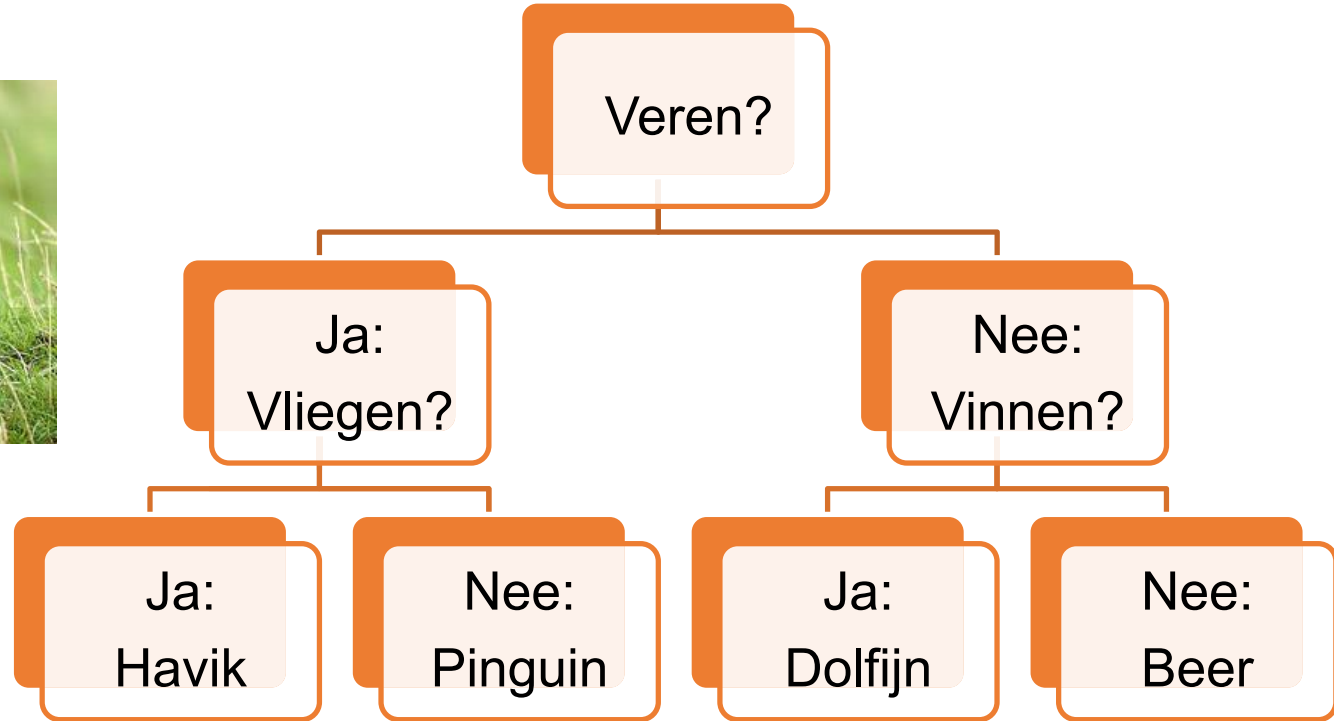 Veren?
Ja:
Vliegen?
Nee:
Vinnen?
Ja:
Havik
Nee:
Pinguin
Ja:
Dolfijn
Nee:
Beer